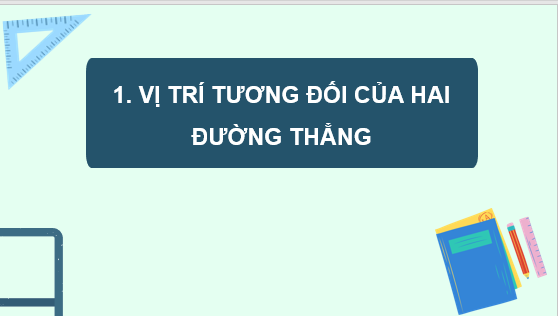 1. VỊ TRÍ TƯƠNG ĐỐI CỦA HAI
ĐƯỜNG THẲNG